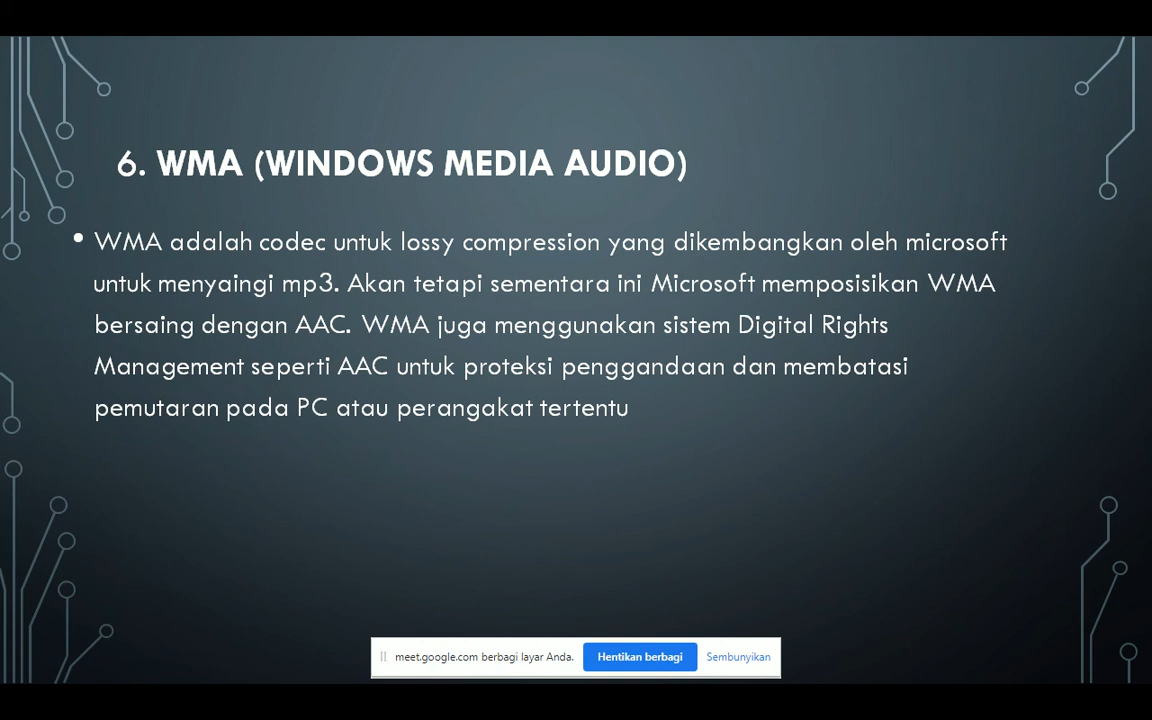 6. WMA (WINDOWS MEDIA AUDIO)
• WMA adalah codec untuk lossy compression yang dikembangkan oleh microsoft
untuk menyaingi mp3. Akan tetapi sementara ini Microsoft memposisikan WMA
bersaing dengan AAC. WMA juga menggunakan sistem Digital Rights
Management seperti AAC untuk proteksi penggandaan dan membatasi
pemutaran pada PC atau perangakat tertentu
meet.google.com berbagi layar Anda. Hentikan berbagi Sembunyikan